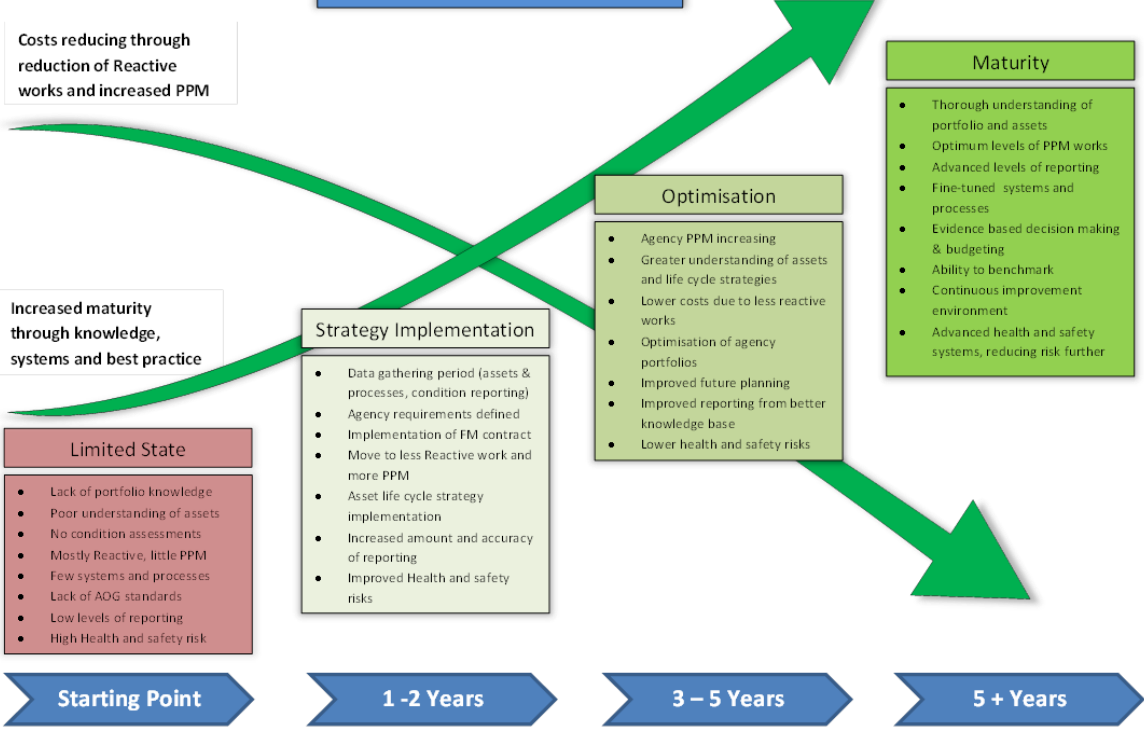 Costs reducing through
reduction of Reactive
works and increased PPM
Increased maturity
through knowledge,
systems and best practice
Limited State
• Lack of portfolio knowledge
• Poor understanding of assets
• No condition assessments
• Mostly Reactive, little PPM
• Few systems and processes
• Lack of AOG standards
• Low levels of reporting
• High Health and safety risk
Strategy Implementation
• Data gathering period (assets &
processes, condition reporting)
• Agency requirements defined
• Implementation of FM contract
• Move to less Reactive work and
more PPM
• Asset life cycle strategy
implementation
• Increased amount and accuracy
of reporting
• Improved Health and safety
risks
Optimisation
• Agency PPM increasing
• Greater understanding of assets
and life cycle strategies
• Lower costs due to less reactive
works
• Optimisation of agency
portfolios
• Improved future planning
• Improved reporting from better
knowledge base
• Lower health and safety risks
Maturity
• Thorough understanding of
portfolio and assets
• Optimum levels of PPM works
• Advanced levels of reporting
• Fine-tuned systems and
processes
• Evidence based decision making
& budgeting
• Ability to benchmark
• Continuous improvement
environment
• Advanced health and safety
systems, reducing risk further
Starting Point
1 -2 Years
3 – 5 Years
5 + Years